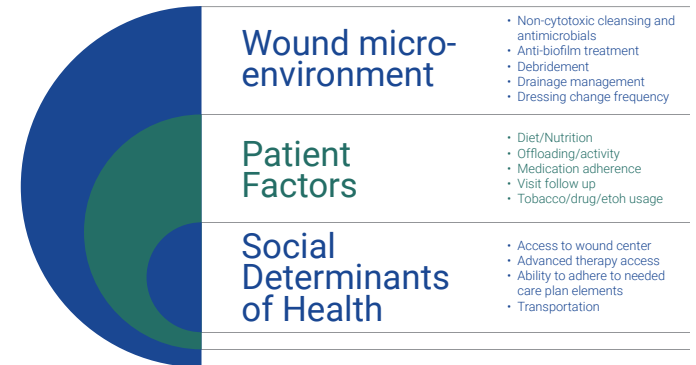 Wound micro-
environment
• Non-cytotoxic cleansing and
antimicrobials
• Anti-biofilm treatment
• Debridement
• Drainage management
• Dressing change frequency
Patient
Factors
• Diet/Nutrition
• Offloading/activity
• Medication adherence
• Visit follow up
• Tobacco/drug/etoh usage
Social
Determinants
of Health
• Access to wound center
• Advanced therapy access
• Ability to adhere to needed
care plan elements
• Transportation